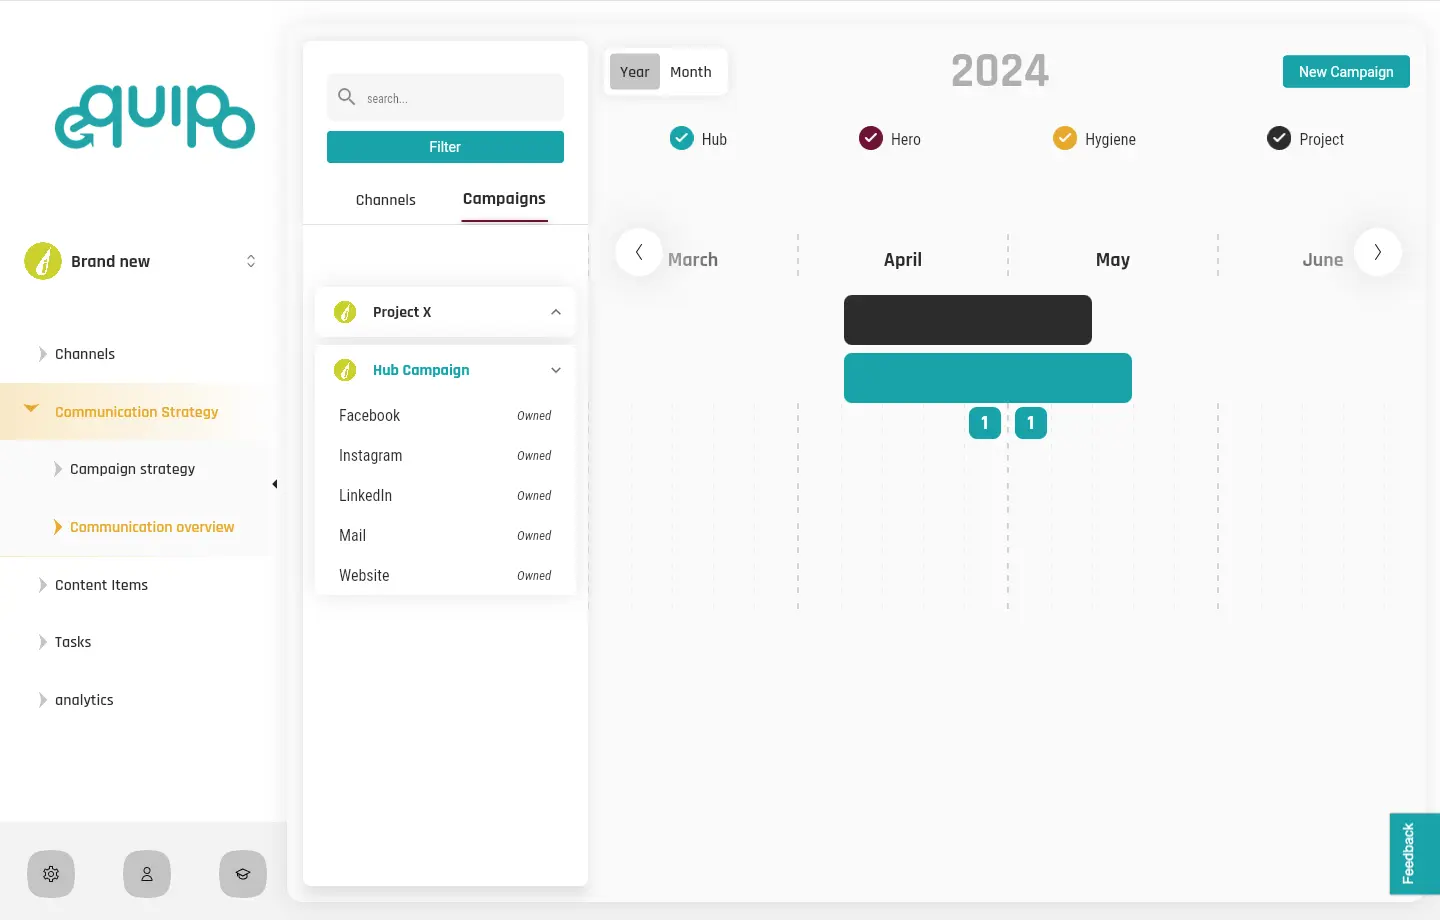 equipo
Brand new
Channels
Communication Strategy
Campaign strategy
Communication overview
Content Items
Tasks
analytics
search...
Filter
Channels
Campaigns
Project X
Hub Campaign
Facebook Owned
Instagram Owned
LinkedIn Owned
Mail Owned
Website Owned
Year Month
2024
New Campaign
Hub
Hero
Hygiene
Project
March
April
May
June
1
1
Feedback